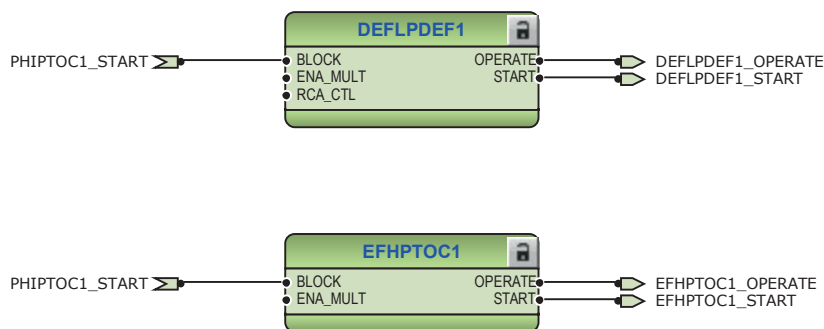 DEFLPDEF1
PHIPTOC1_START
BLOCK
OPERATE
DEFLPDEF1_OPERATE
ENA_MULT
START
DEFLPDEF1_START
RCA_CTL
EFHPTOC1
PHIPTOC1_START
BLOCK
OPERATE
EFHPTOC1_OPERATE
ENA_MULT
START
EFHPTOC1_START